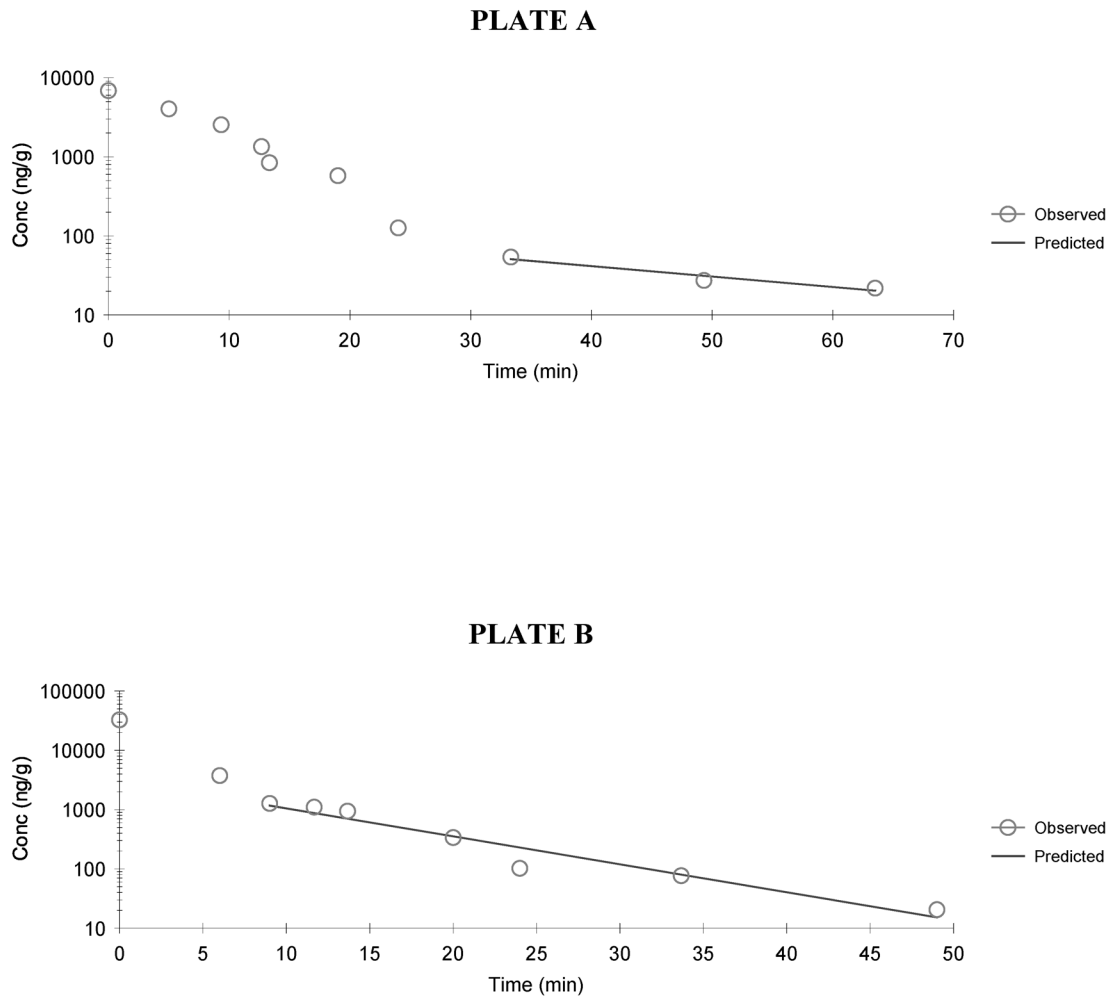 PLATE A
10000
1000
100
10
Conc (ng/g)
0 10 20 30 40 50 60 70
Time (min)
Observed
Predicted
PLATE B
100000
10000
1000
100
10
Conc (ng/g)
0 5 10 15 20 25 30 35 40 45 50
Time (min)
Observed
Predicted